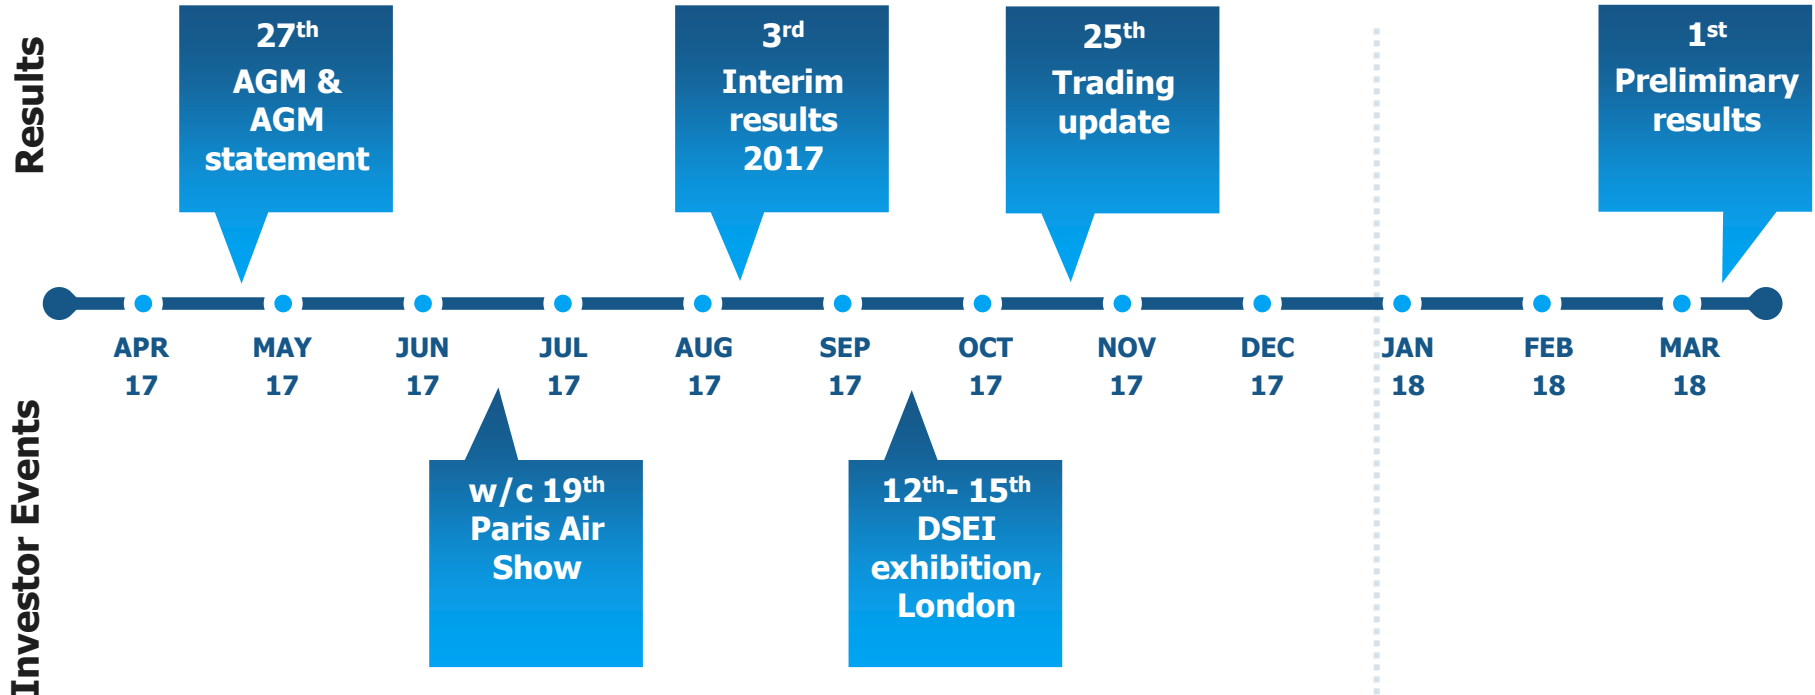 Results
27th
AGM &
AGM
statement
3rd
Interim
results
2017
25th
Trading
update
1st
Preliminary
results
APR
17
MAY
17
JUN
17
JUL
17
AUG
17
SEP
17
OCT
17
NOV
17
DEC
17
JAN
18
FEB
18
MAR
18
Investor Events
w/c 19th
Paris Air
Show
12th- 15th
DSEI
exhibition,
London